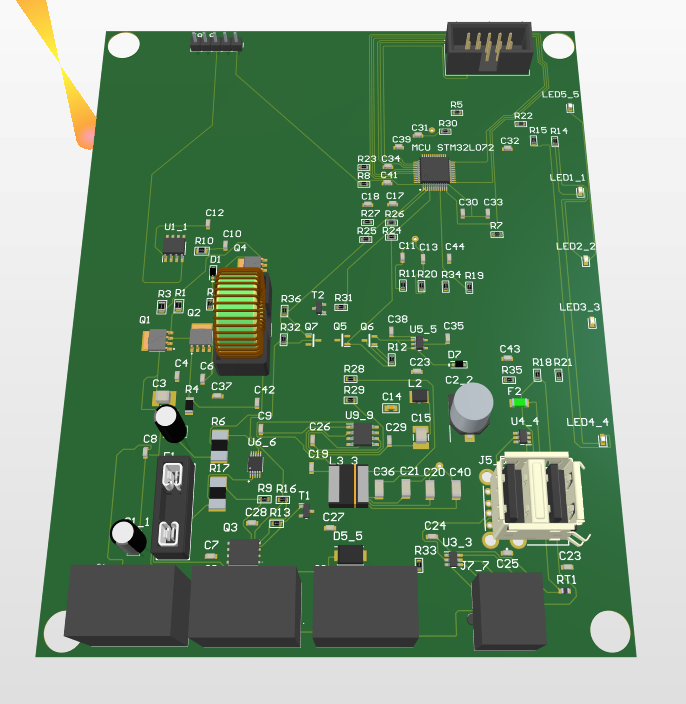 LED5_5
R5
R22
C31
R30
R15
R14
C39
MCU STM32L072
C32
R23
C34
R8
C41
LED1_1
C18
C17
C30
C33
C12
R27
R26
U1_1
C10
R25
R24
R7
R10
Q4
C11
C13
C44
LED2_2
D1
R11
R20
R34
R19
R3
R1
R36
T2
R31
LED3_3
Q1
Q2
R32
Q7
Q5
Q6
C38
U5_5
C35
R12
D7
C43
C4
C6
C23
R28
R35
R18
R21
C3
R4
C37
C42
R29
L2
C2_2
F2
C14
R6
C9
C26
U9_9
C29
C15
U4_4
LED4_4
C8
U6_6
C19
L3_3
R17
C36
C21
C20
C40
R9
R16
T1
C28
R13
C27
Q3
D5_5
C24
U3_3
C7
R33
J7_7
C25
C23
RT1